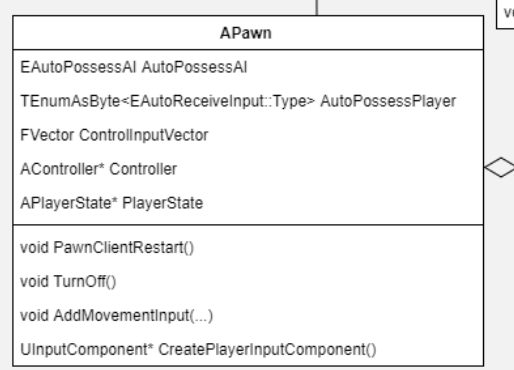 APawn
EAutoPossessAI AutoPossessAI
TEnumAsByte<EAutoReceiveInput::Type> AutoPossessPlayer
FVector ControlInputVector
AController* Controller
APlayerState* PlayerState
void PawnClientRestart()
void TurnOff()
void AddMovementInput(...)
UInputComponent* CreatePlayerInputComponent()